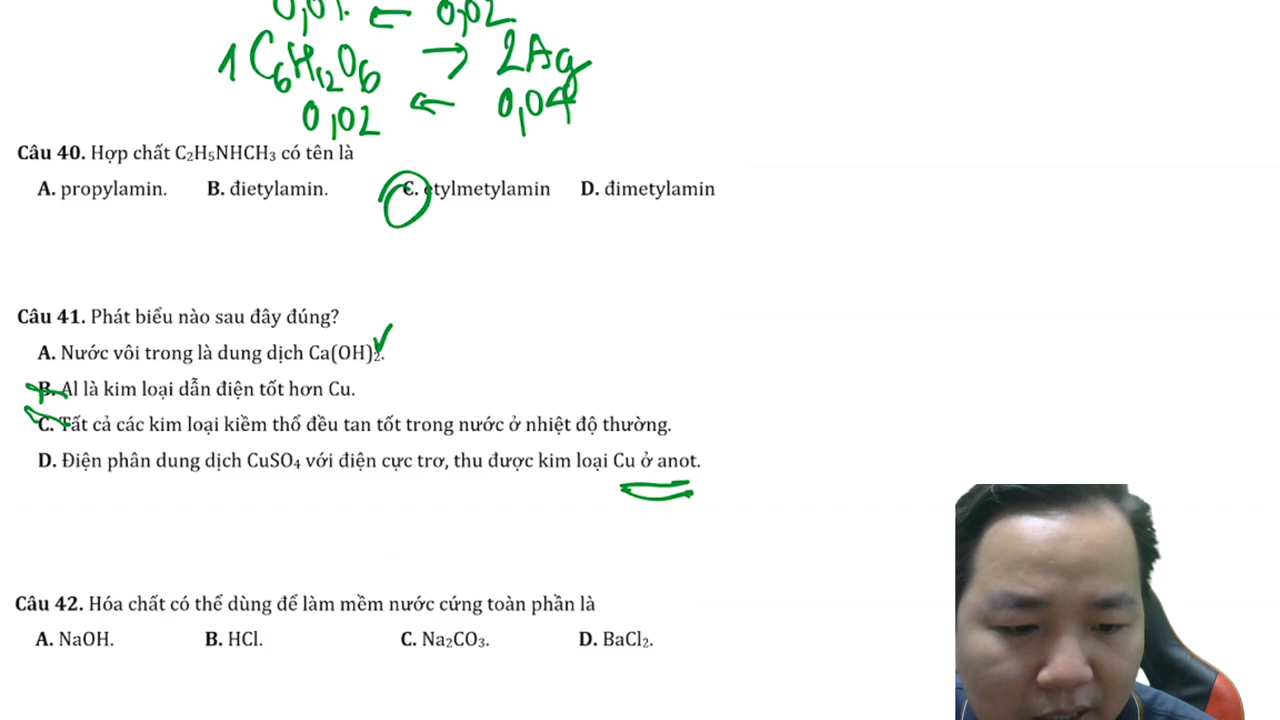 0,01 ← 0,02
1C₆H₁₂O₆ → 2Ag
0,02 ← 0,04
Câu 40. Hợp chất C₂H₅NHCH₃ có tên là
A. propylamin. B. đietylamin. C. etylmetylamin D. đimetylamin
Câu 41. Phát biểu nào sau đây đúng?
A. Nước vôi trong là dung dịch Ca(OH)₂.
B. Al là kim loại dẫn điện tốt hơn Cu.
C. Tất cả các kim loại kiềm thổ đều tan tốt trong nước ở nhiệt độ thường.
D. Điện phân dung dịch CuSO₄ với điện cực trơ, thu được kim loại Cu ở anot.
Câu 42. Hóa chất có thể dùng để làm mềm nước cứng toàn phần là
A. NaOH. B. HCl. C. Na₂CO₃. D. BaCl₂.